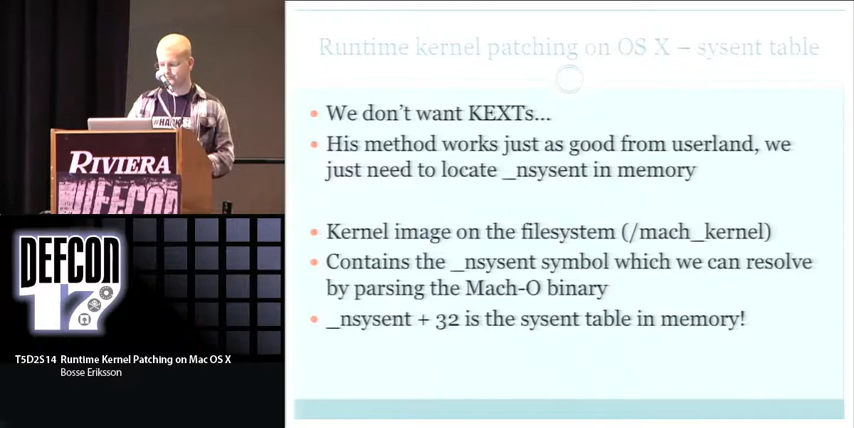 Runtime kernel patching on OS X – sysent table
We don't want KEXTs...
His method works just as good from userland, we
just need to locate _nsysent in memory
Kernel image on the filesystem (/mach_kernel)
Contains the _nsysent symbol which we can resolve
by parsing the Mach-O binary
_nsysent + 32 is the sysent table in memory!
RIVIERA
DEFCON
DEFCON
17
T5D2S14 Runtime Kernel Patching on Mac OS X
Bosse Eriksson